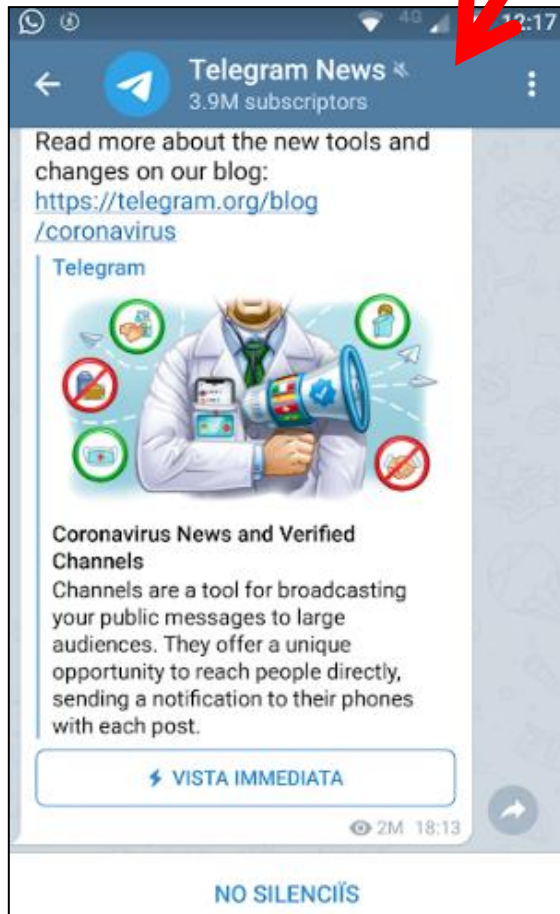 4G 12:17
Telegram News
3.9M subscriptors
Read more about the new tools and
changes on our blog:
https://telegram.org/blog
/coronavirus
Telegram
Coronavirus News and Verified
Channels
Channels are a tool for broadcasting
your public messages to large
audiences. They offer a unique
opportunity to reach people directly,
sending a notification to their phones
with each post.
VISTA IMMEDIATA
2M 18:13
NO SILENCIÏS